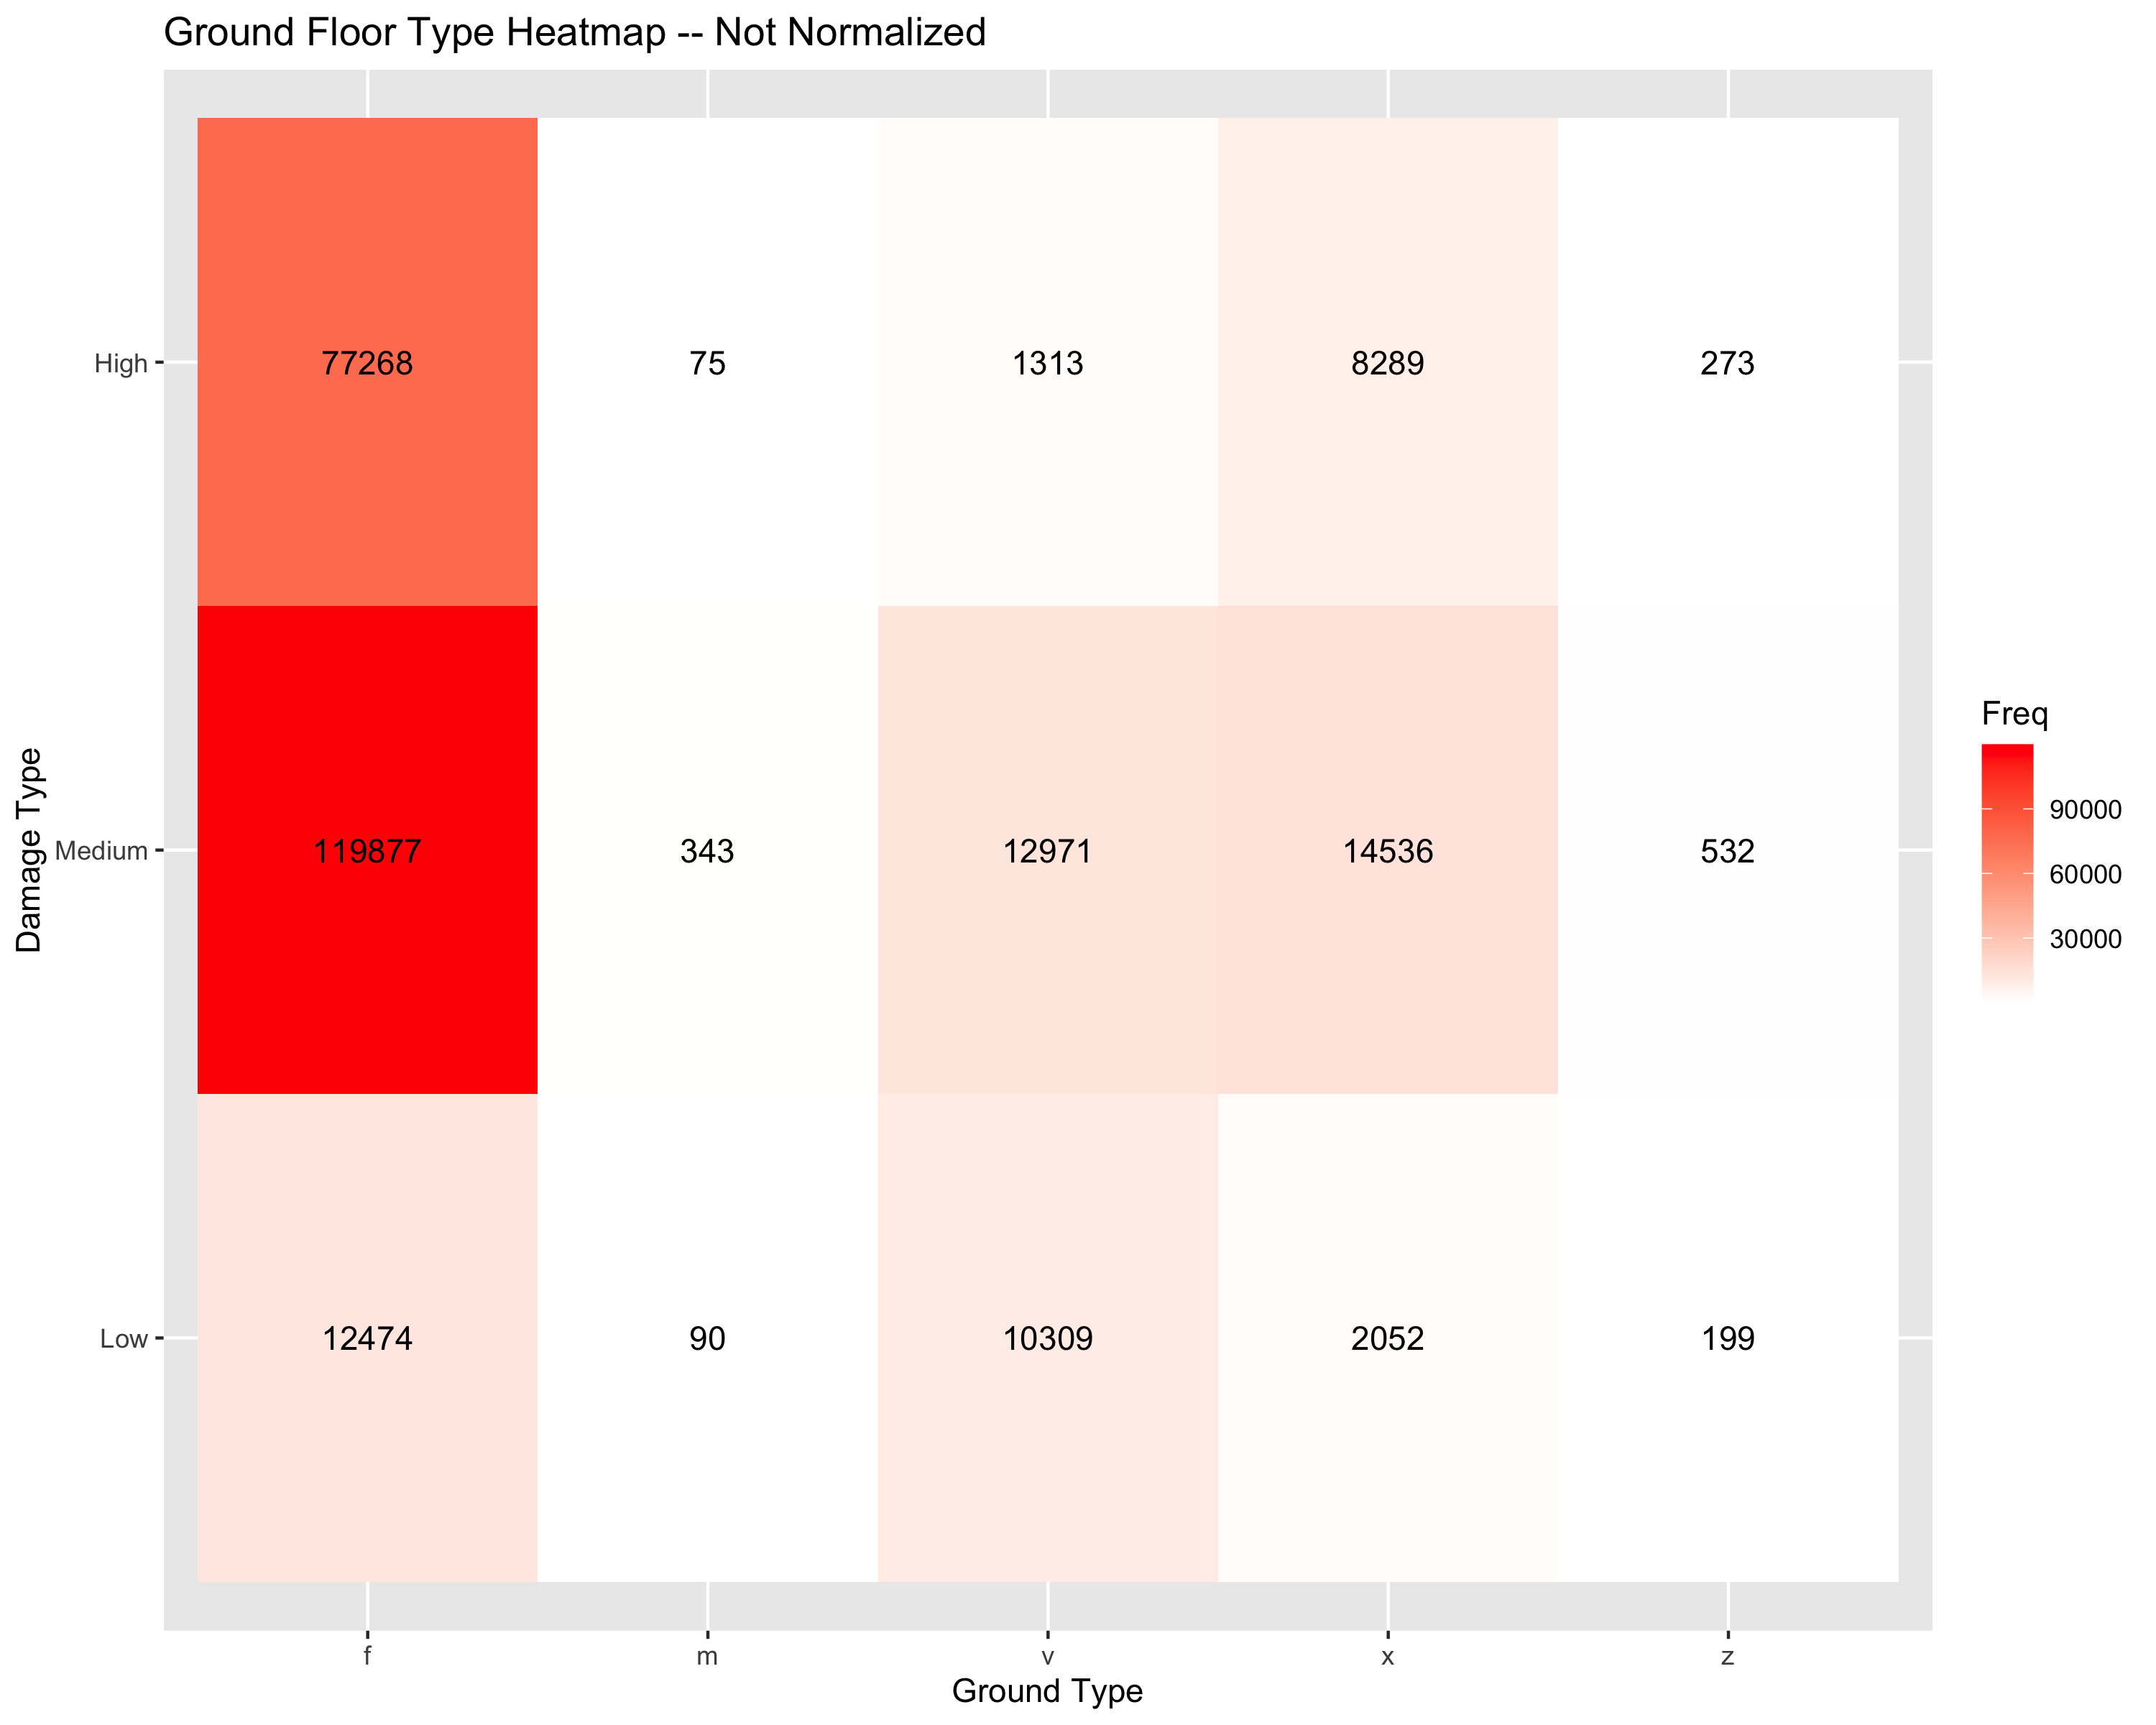 Ground Floor Type Heatmap -- Not Normalized
Damage Type
High
77268 75 1313 8289 273
Medium
119877 343 12971 14536 532
Low
12474 90 10309 2052 199
f m v x z
Ground Type
Freq
90000
60000
30000